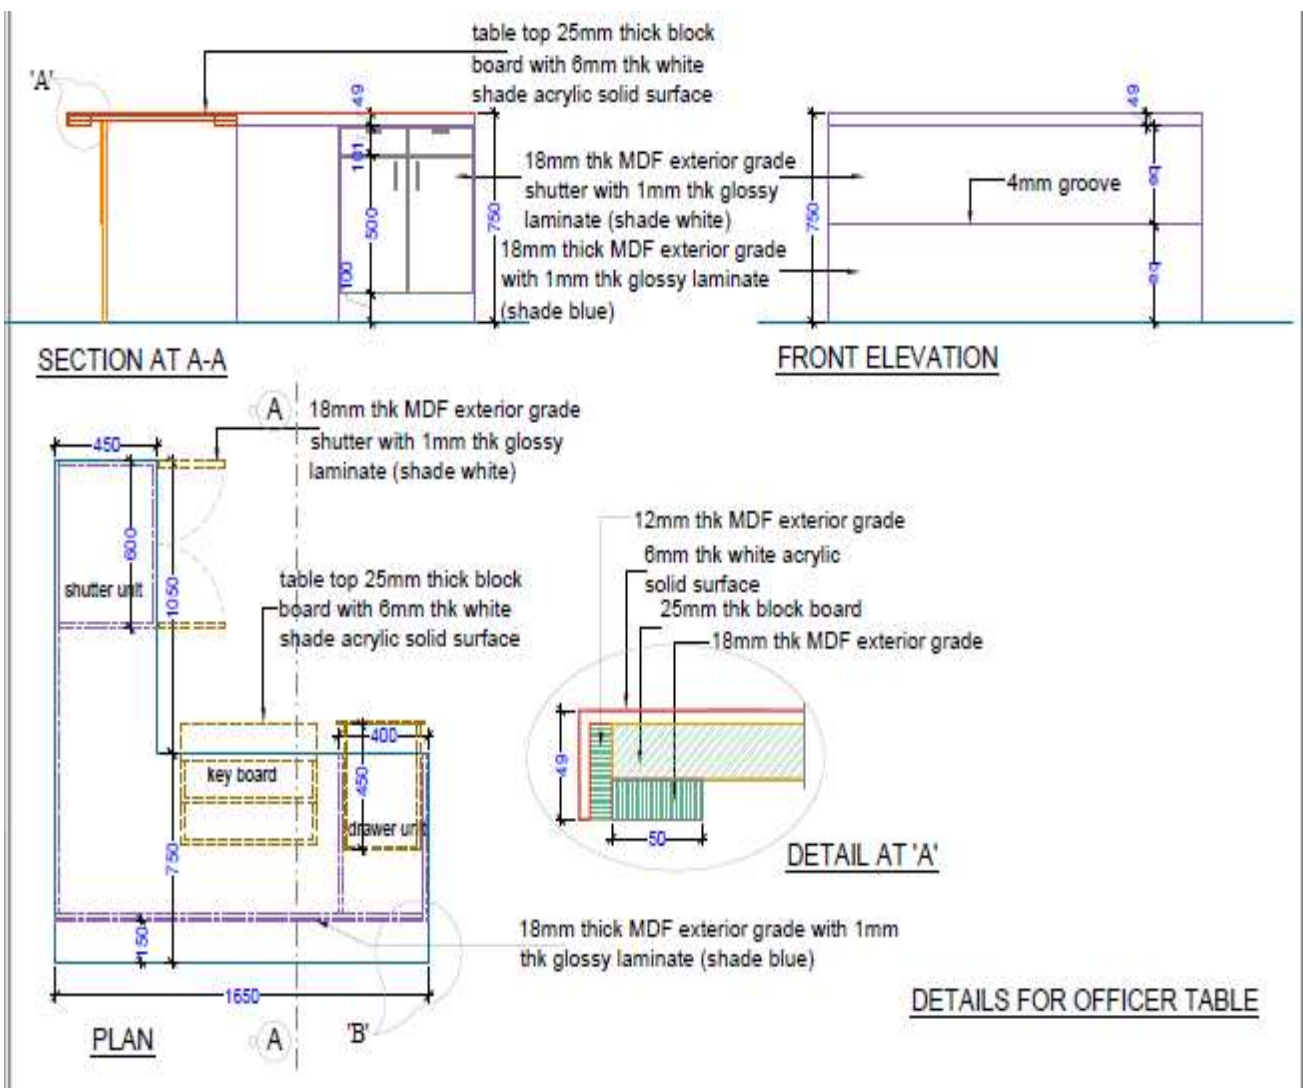 table top 25mm thick block
board with 6mm thk white
shade acrylic solid surface
'A'
49
101
500
100
750
18mm thk MDF exterior grade
shutter with 1mm thk glossy
laminate (shade white)
18mm thick MDF exterior grade
with 1mm thk glossy laminate
(shade blue)
49
750
4mm groove
eq
eq
SECTION AT A-A
FRONT ELEVATION
A
18mm thk MDF exterior grade
shutter with 1mm thk glossy
laminate (shade white)
450
600
1050
shutter unit
table top 25mm thick block
board with 6mm thk white
shade acrylic solid surface
12mm thk MDF exterior grade
6mm thk white acrylic
solid surface
25mm thk block board
18mm thk MDF exterior grade
49
50
DETAIL AT 'A'
400
450
key board
drawer unit
750
150
18mm thick MDF exterior grade with 1mm
thk glossy laminate (shade blue)
1650
PLAN
A
'B'
DETAILS FOR OFFICER TABLE